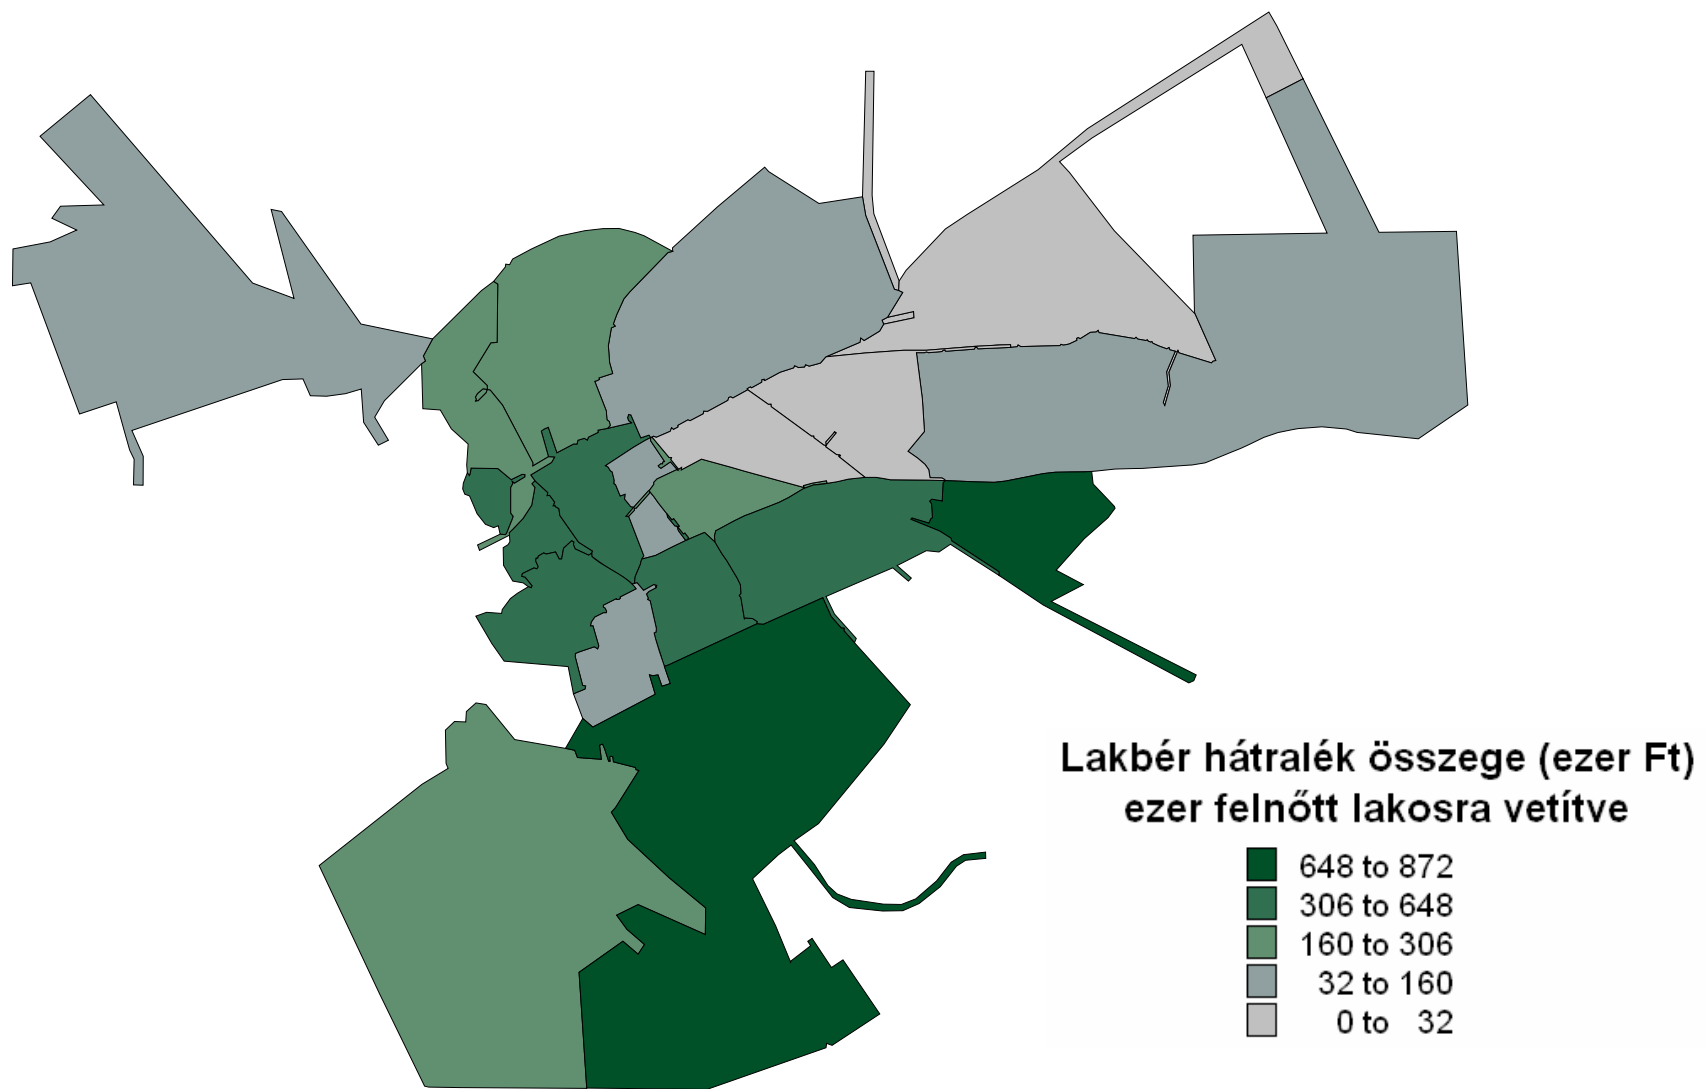 Lakbér hátralék összege (ezer Ft)
ezer felnőtt lakosra vetítve
648 to 872
306 to 648
160 to 306
32 to 160
0 to 32